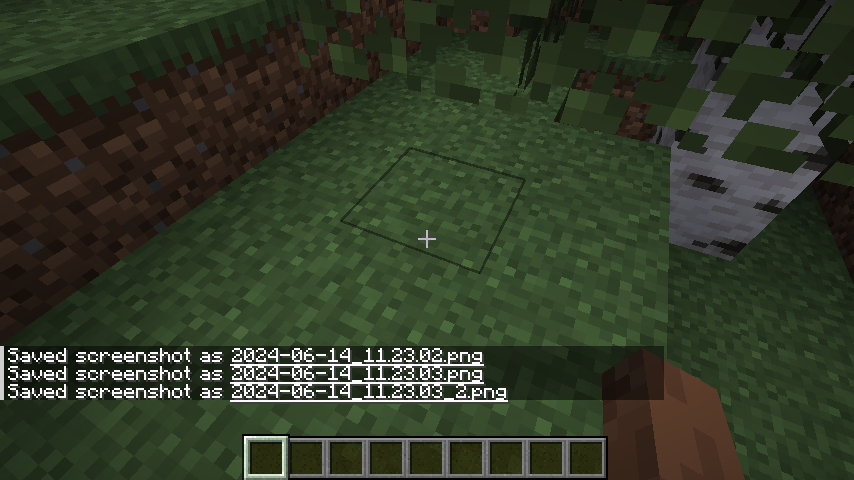 Saved screenshot as 2024-06-14_11.23.02.png
Saved screenshot as 2024-06-14_11.23.03.png
Saved screenshot as 2024-06-14_11.23.03_2.png